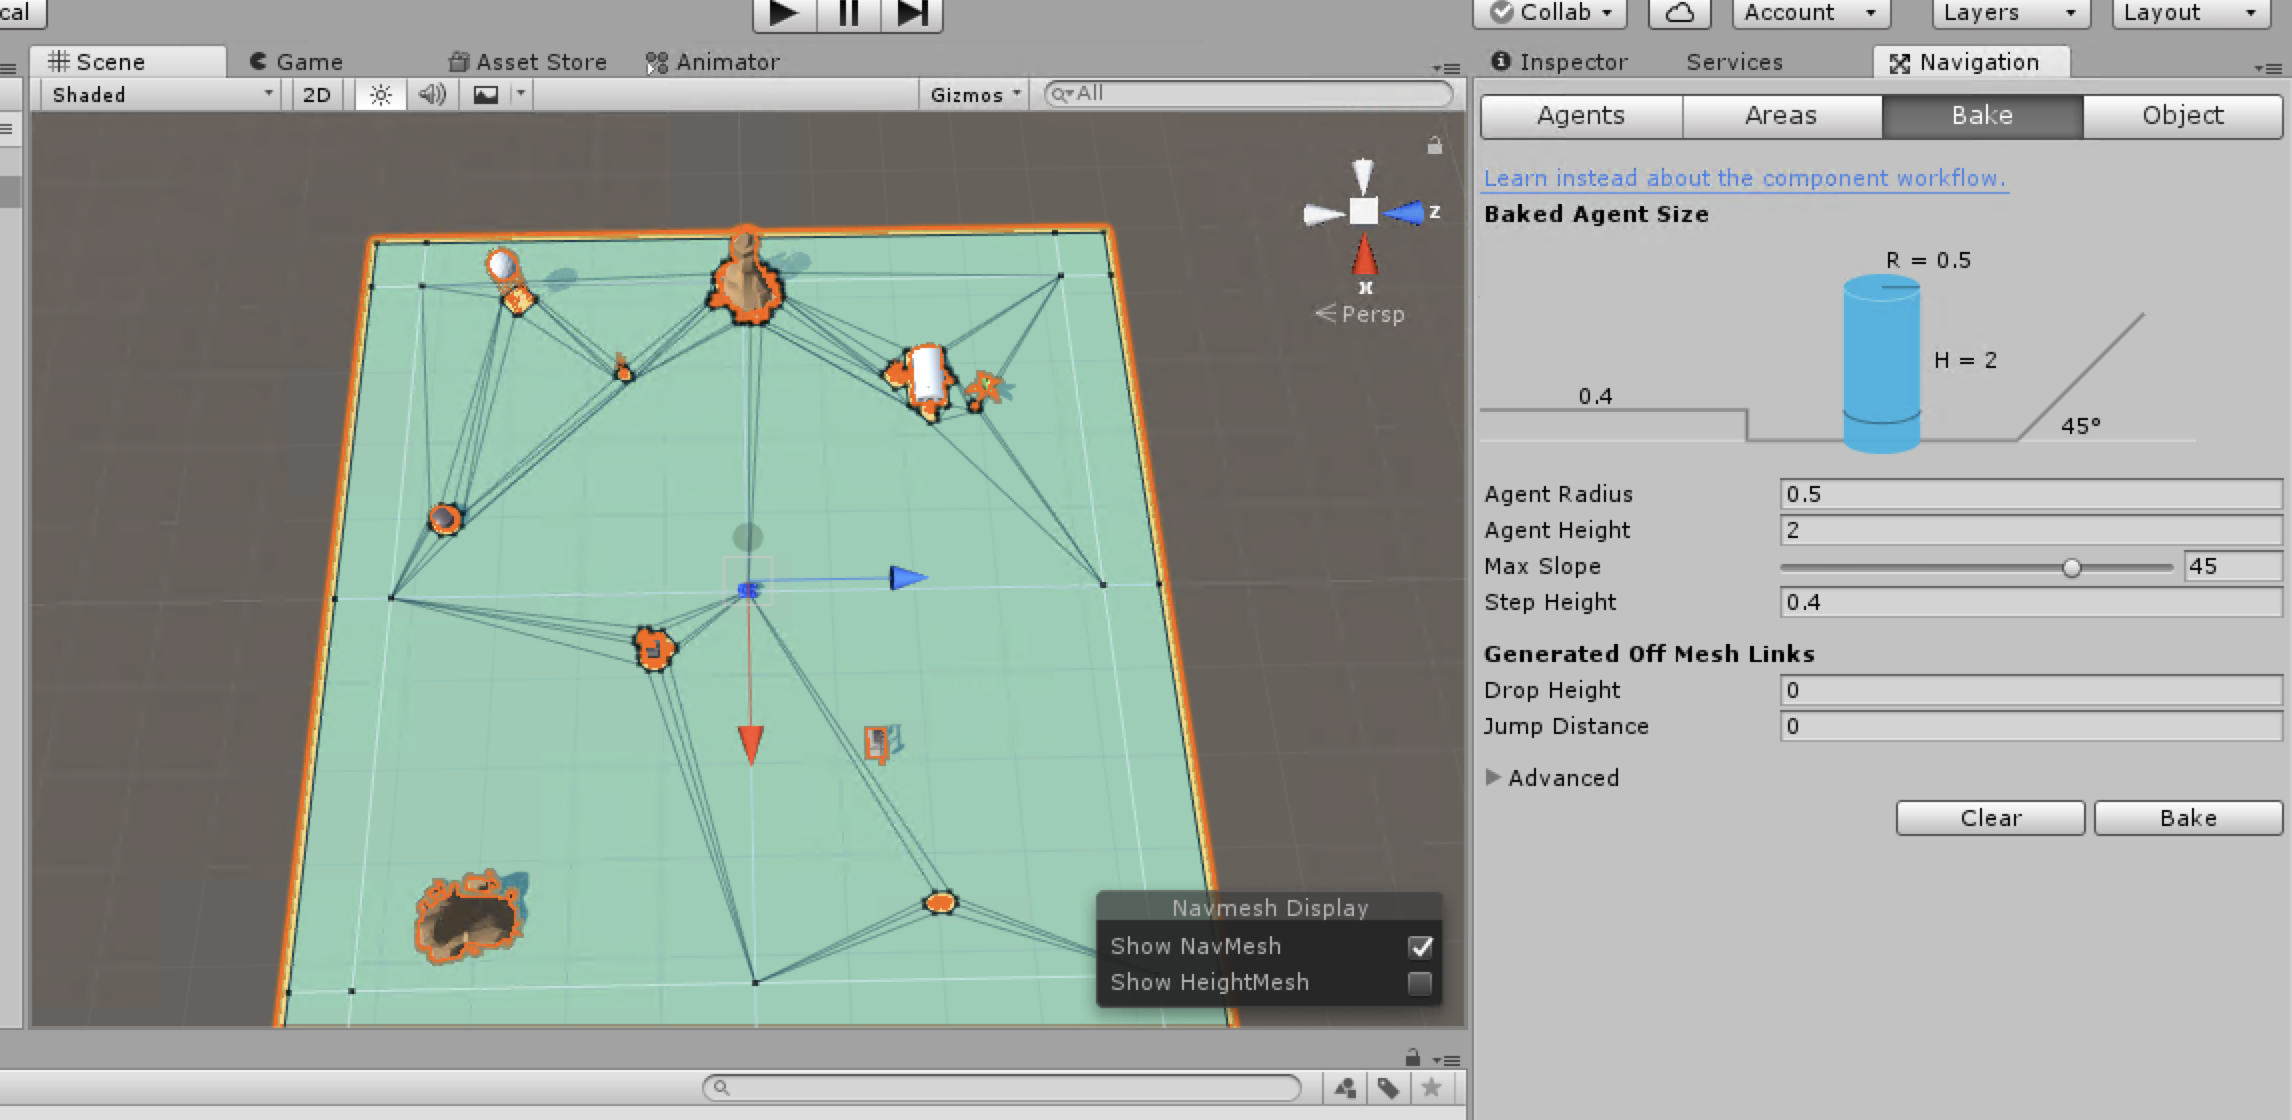 cal
Collab
Account
Layers
Layout
Scene
Game
Asset Store
Animator
Inspector
Services
Navigation
Shaded
2D
Gizmos
All
Agents
Areas
Bake
Object
Learn instead about the component workflow.
Baked Agent Size
R = 0.5
H = 2
0.4
45°
z
x
Persp
Agent Radius
0.5
Agent Height
2
Max Slope
45
Step Height
0.4
Generated Off Mesh Links
Drop Height
0
Jump Distance
0
Advanced
Clear
Bake
Navmesh Display
Show NavMesh
Show HeightMesh